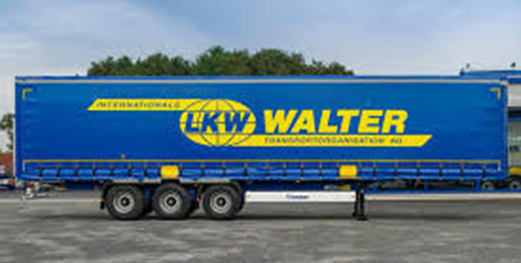 INTERNATIONALE
LKW WALTER
TRANSPORTORGANISATION AG